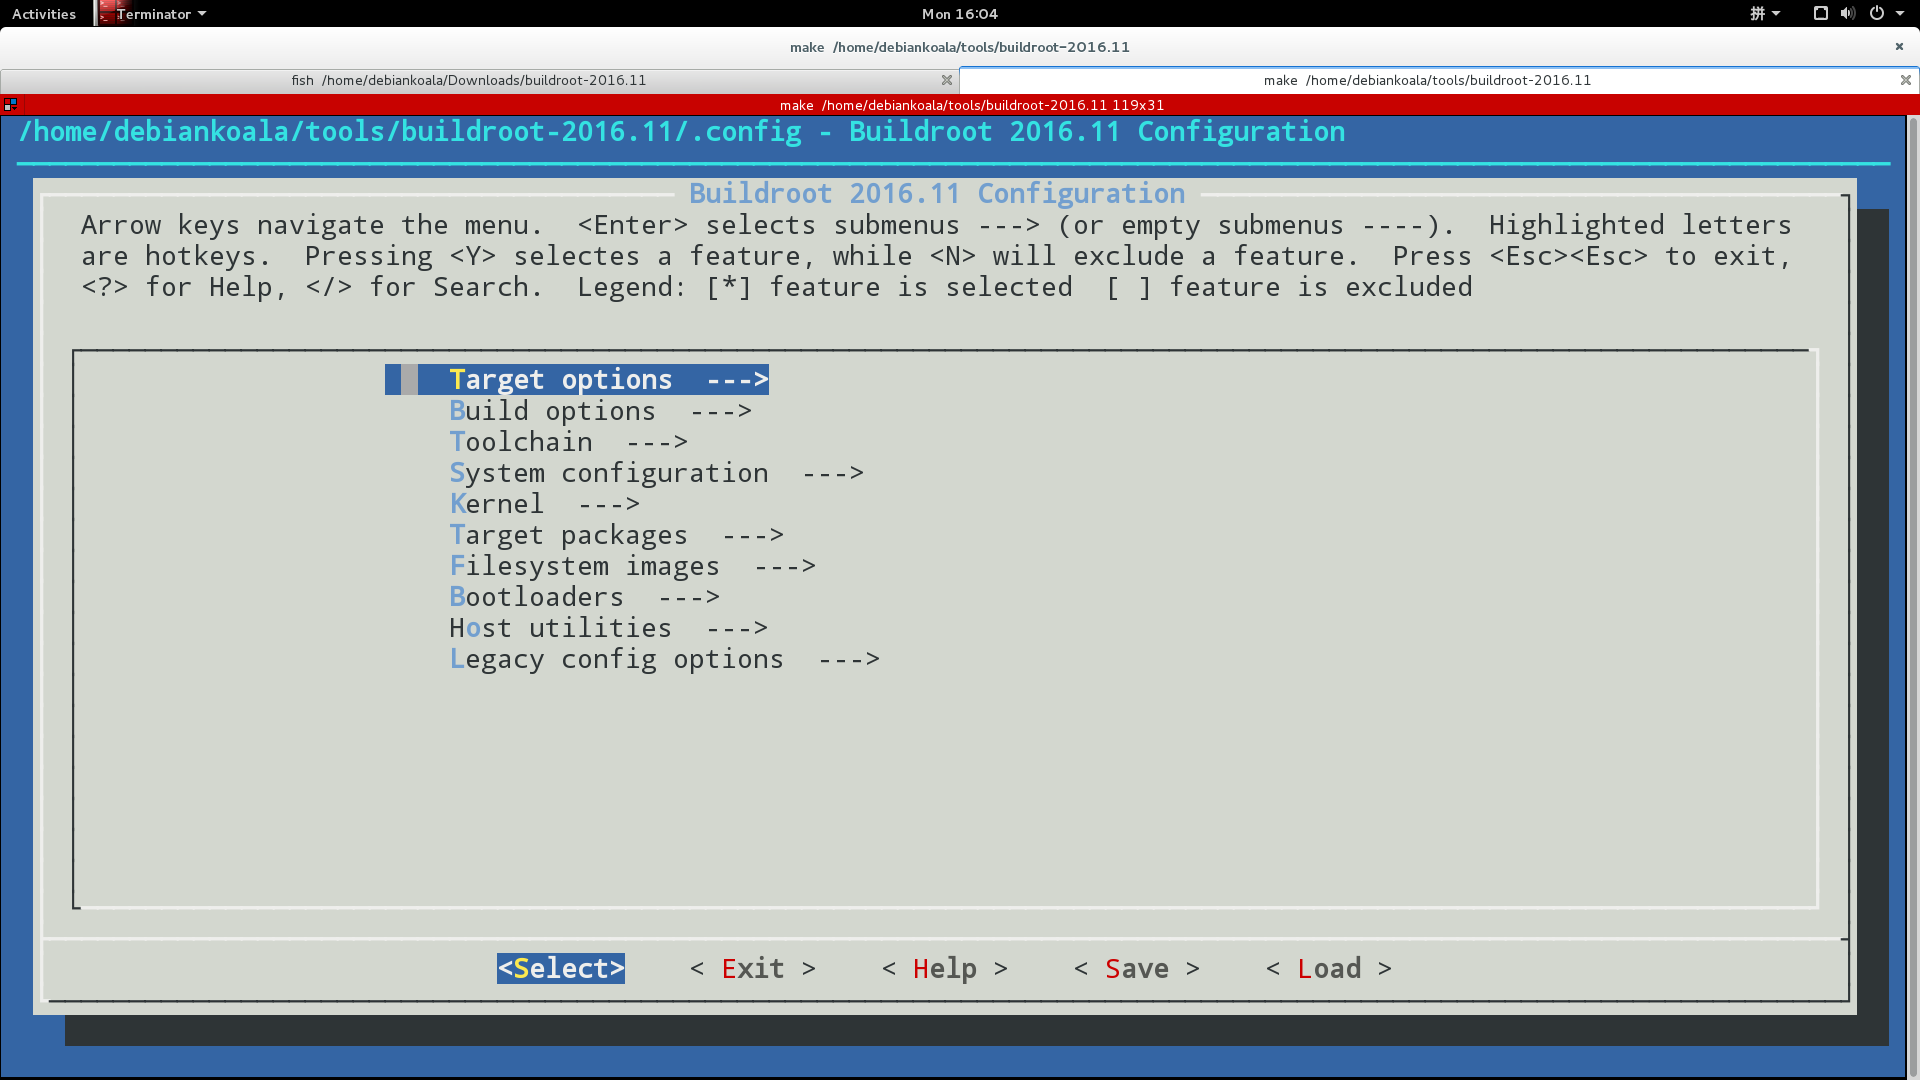 Activities Terminator Mon 16:04 拼
make /home/debiankoala/tools/buildroot-2016.11
fish /home/debiankoala/Downloads/buildroot-2016.11
make /home/debiankoala/tools/buildroot-2016.11
make /home/debiankoala/tools/buildroot-2016.11 119x31
/home/debiankoala/tools/buildroot-2016.11/.config - Buildroot 2016.11 Configuration
Buildroot 2016.11 Configuration
Arrow keys navigate the menu. <Enter> selects submenus ---> (or empty submenus ----). Highlighted letters
are hotkeys. Pressing <Y> selectes a feature, while <N> will exclude a feature. Press <Esc><Esc> to exit,
<?> for Help, </> for Search. Legend: [*] feature is selected [ ] feature is excluded
Target options --->
Build options --->
Toolchain --->
System configuration --->
Kernel --->
Target packages --->
Filesystem images --->
Bootloaders --->
Host utilities --->
Legacy config options --->
<Select> < Exit > < Help > < Save > < Load >